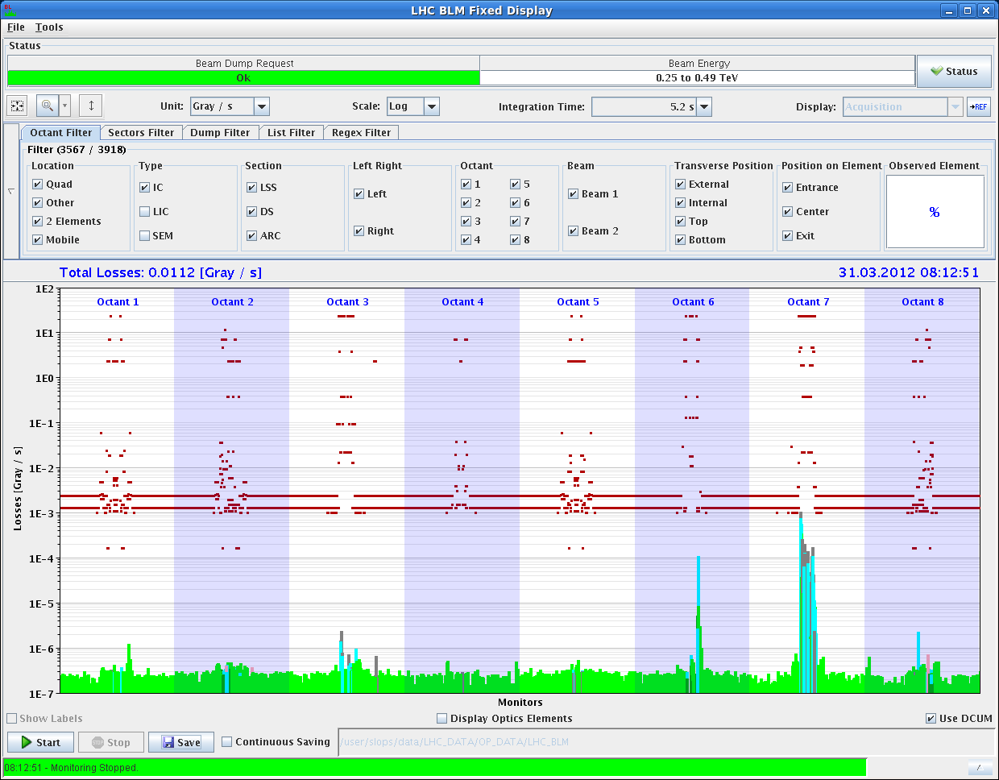 LHC BLM Fixed Display
File Tools
Status
Beam Dump Request Beam Energy
Ok 0.25 to 0.49 TeV
Status
Unit: Gray / s Scale: Log Integration Time: 5.2 s Display: Acquisition →REF
Octant Filter Sectors Filter Dump Filter List Filter Regex Filter
Filter (3567 / 3918)
Location Type Section Left Right Octant Beam Transverse Position Position on Element Observed Element
Quad IC LSS Left 1 5 Beam 1 External Entrance
Other LIC DS Right 2 6 Beam 2 Internal Center %
2 Elements SEM ARC 3 7 Top Exit
Mobile 4 8 Bottom
Total Losses: 0.0112 [Gray / s] 31.03.2012 08:12:51
1E2
Octant 1 Octant 2 Octant 3 Octant 4 Octant 5 Octant 6 Octant 7 Octant 8
1E1
1E0
1E-1
1E-2
1E-3
1E-4
1E-5
1E-6
1E-7
Losses [Gray / s]
Monitors
Show Labels Display Optics Elements Use DCUM
Start Stop Save Continuous Saving /user/slops/data/LHC_DATA/OP_DATA/LHC_BLM
08:12:51 - Monitoring Stopped.